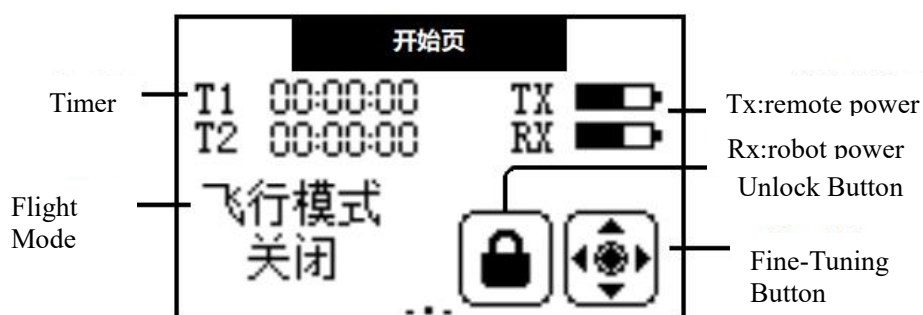 开始页
Timer
T1 00:00:00
TX
Tx:remote power
T2 00:00:00
RX
Rx:robot power
Unlock Button
飞行模式
关闭
Flight
Mode
Fine-Tuning
Button